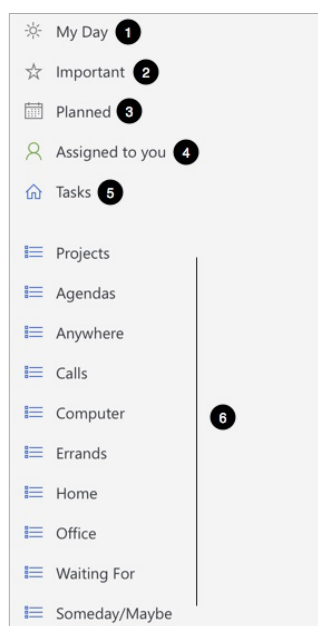 My Day 1
Important 2
Planned 3
Assigned to you 4
Tasks 5
Projects
Agendas
Anywhere
Calls
Computer
6
Errands
Home
Office
Waiting For
Someday/Maybe